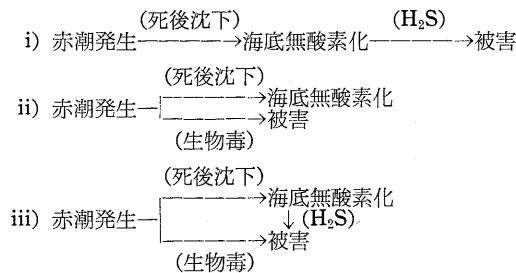 (死後沈下) (H₂S)
i) 赤潮発生────→海底無酸素化────→被害
(死後沈下)
ii) 赤潮発生 →海底無酸素化
→被害
(生物毒)
(死後沈下)
→海底無酸素化
iii) 赤潮発生 ↓(H₂S)
→被害
(生物毒)